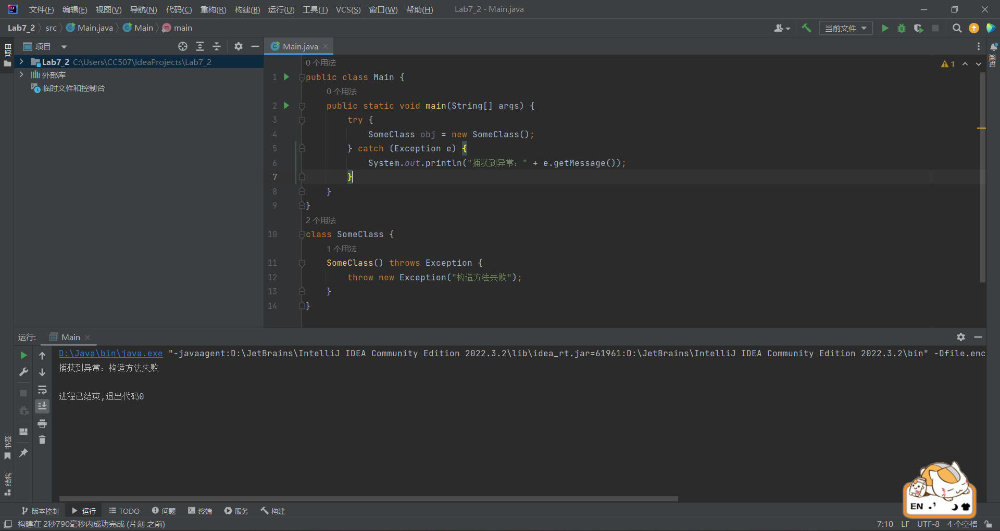 文件(F) 编辑(E) 视图(V) 导航(N) 代码(C) 重构(R) 构建(B) 运行(U) 工具(T) VCS(S) 窗口(W) 帮助(H) Lab7_2 - Main.java
Lab7_2 src Main.java Main main 当前文件
项目
项目
Main.java
通知
Lab7_2 C:\Users\CC507\IdeaProjects\Lab7_2
外部库
临时文件和控制台
0 个用法
1 public class Main {
0 个用法
2 public static void main(String[] args) {
3 try {
4 SomeClass obj = new SomeClass();
5 } catch (Exception e) {
6 System.out.println("捕获到异常：" + e.getMessage());
7 }
8 }
9 }
2 个用法
10 class SomeClass {
1 个用法
11 SomeClass() throws Exception {
12 throw new Exception("构造方法失败");
13 }
14 }
1
运行: Main
D:\Java\bin\java.exe "-javaagent:D:\JetBrains\IntelliJ IDEA Community Edition 2022.3.2\lib\idea_rt.jar=61961:D:\JetBrains\IntelliJ IDEA Community Edition 2022.3.2\bin" -Dfile.enc
捕获到异常：构造方法失败
进程已结束,退出代码0
书签
结构
EN
版本控制 运行 TODO 问题 终端 服务 构建
构建在 2秒790毫秒内成功完成 (片刻 之前) 7:10 LF UTF-8 4 个空格